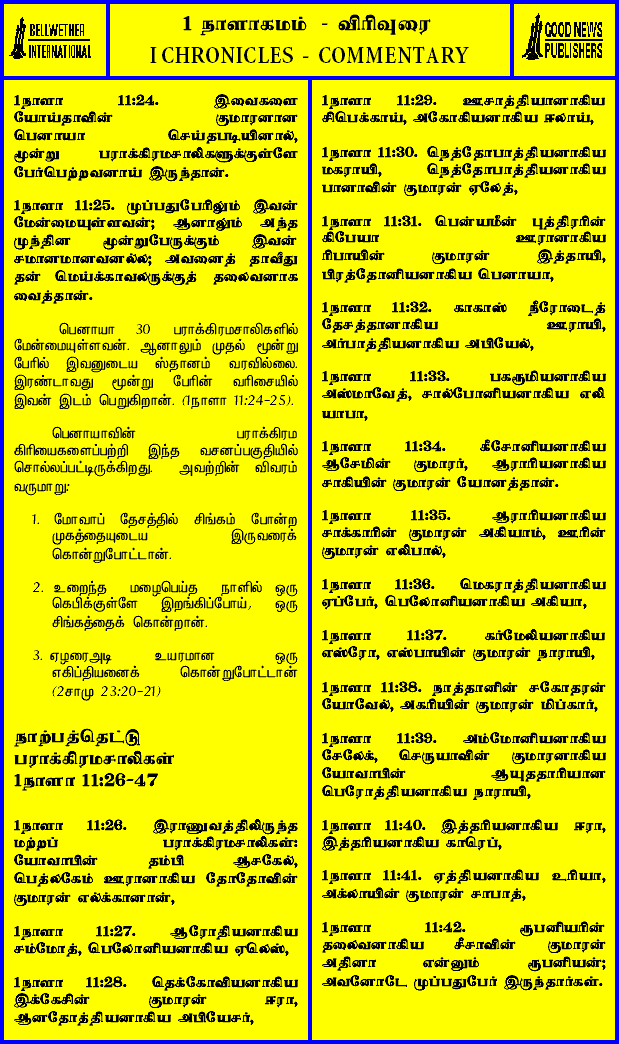 BELLWETHER
INTERNATIONAL
1 நாளாகமம் - விரிவுரை
I CHRONICLES - COMMENTARY
GOOD NEWS
PUBLISHERS
1நாளா 11:24. இவைகளை
யோய்தாவின் குமாரனான
பெனாயா செய்தபடியினால்,
மூன்று பராக்கிரமசாலிகளுக்குள்ளே
பேர்பெற்றவனாய் இருந்தான்.
1நாளா 11:25. முப்பதுபேரிலும் இவன்
மேன்மையுள்ளவன்; ஆனாலும் அந்த
முந்தின மூன்றுபேருக்கும் இவன்
சமானமானவனல்ல; அவனைத் தாவீது
தன் மெய்க்காவலருக்குத் தலைவனாக
வைத்தான்.
பெனாயா 30 பராக்கிரமசாலிகளில்
மேன்மையுள்ளவன். ஆனாலும் முதல் மூன்று
பேரில் இவனுடைய ஸ்தானம் வரவில்லை.
இரண்டாவது மூன்று பேரின் வரிசையில்
இவன் இடம் பெறுகிறான். (1நாளா 11:24-25).
பெனாயாவின் பராக்கிரம
கிரியைகளைப்பற்றி இந்த வசனப்பகுதியில்
சொல்லப்பட்டிருக்கிறது. அவற்றின் விவரம்
வருமாறு:
1. மோவாப் தேசத்தில் சிங்கம் போன்ற
முகத்தையுடைய இருவரைக்
கொன்றுபோட்டான்.
2. உறைந்த மழைபெய்த நாளில் ஒரு
கெபிக்குள்ளே இறங்கிப்போய், ஒரு
சிங்கத்தைக் கொன்றான்.
3. ஏழரைஅடி உயரமான ஒரு
எகிப்தியனைக் கொன்றுபோட்டான்
(2சாமு 23:20-21)
நாற்பத்தெட்டு
பராக்கிரமசாலிகள்
1நாளா 11:26-47
1நாளா 11:26. இராணுவத்திலிருந்த
மற்றப் பராக்கிரமசாலிகள்:
யோவாபின் தம்பி ஆசகேல்,
பெத்லகேம் ஊரானாகிய தோதோவின்
குமாரன் எல்க்கானான்,
1நாளா 11:27. ஆரோதியனாகிய
சம்மோத், பெலோனியனாகிய ஏலெஸ்,
1நாளா 11:28. தெக்கோவியனாகிய
இக்கேசின் குமாரன் ஈரா,
ஆனதோத்தியனாகிய அபியேசர்,
1நாளா 11:29. ஊசாத்தியானாகிய
சிபெக்காய், அகோகியனாகிய ஈலாய்,
1நாளா 11:30. நெத்தோபாத்தியனாகிய
மகராயி, நெத்தோபாத்தியனாகிய
பானாவின் குமாரன் ஏலேத்,
1நாளா 11:31. பென்யமீன் புத்திரரின்
கிபேயா ஊரானாகிய
ரிபாயின் குமாரன் இத்தாயி,
பிரத்தோனியனாகிய பெனாயா,
1நாளா 11:32. காகாஸ் நீரோடைத்
தேசத்தானாகிய ஊராயி,
அர்பாத்தியனாகிய அபியேல்,
1நாளா 11:33. பகரூமியனாகிய
அஸ்மாவேத், சால்போனியனாகிய எலி
யாபா,
1நாளா 11:34. கீசோனியனாகிய
ஆசேமின் குமாரர், ஆராரியனாகிய
சாகியின் குமாரன் யோனத்தான்.
1நாளா 11:35. ஆராரியனாகிய
சாக்காரின் குமாரன் அகியாம், ஊரின்
குமாரன் எலிபால்,
1நாளா 11:36. மெகராத்தியனாகிய
ஏப்பேர், பெலோனியனாகிய அகியா,
1நாளா 11:37. கர்மேலியனாகிய
எஸ்ரோ, எஸ்பாயின் குமாரன் நாராயி,
1நாளா 11:38. நாத்தானின் சகோதரன்
யோவேல், அகரியின் குமாரன் மிப்கார்,
1நாளா 11:39. அம்மோனியனாகிய
சேலேக், செருயாவின் குமாரனாகிய
யோவாபின் ஆயுததாரியான
பெரோத்தியனாகிய நாராயி,
1நாளா 11:40. இத்தரியனாகிய ஈரா,
இத்தரியனாகிய காரெப்,
1நாளா 11:41. ஏத்தியனாகிய உரியா,
அக்லாயின் குமாரன் சாபாத்,
1நாளா 11:42. ரூபனியரின்
தலைவனாகிய சீசாவின் குமாரன்
அதினா என்னும் ரூபனியன்;
அவனோடே முப்பதுபேர் இருந்தார்கள்.